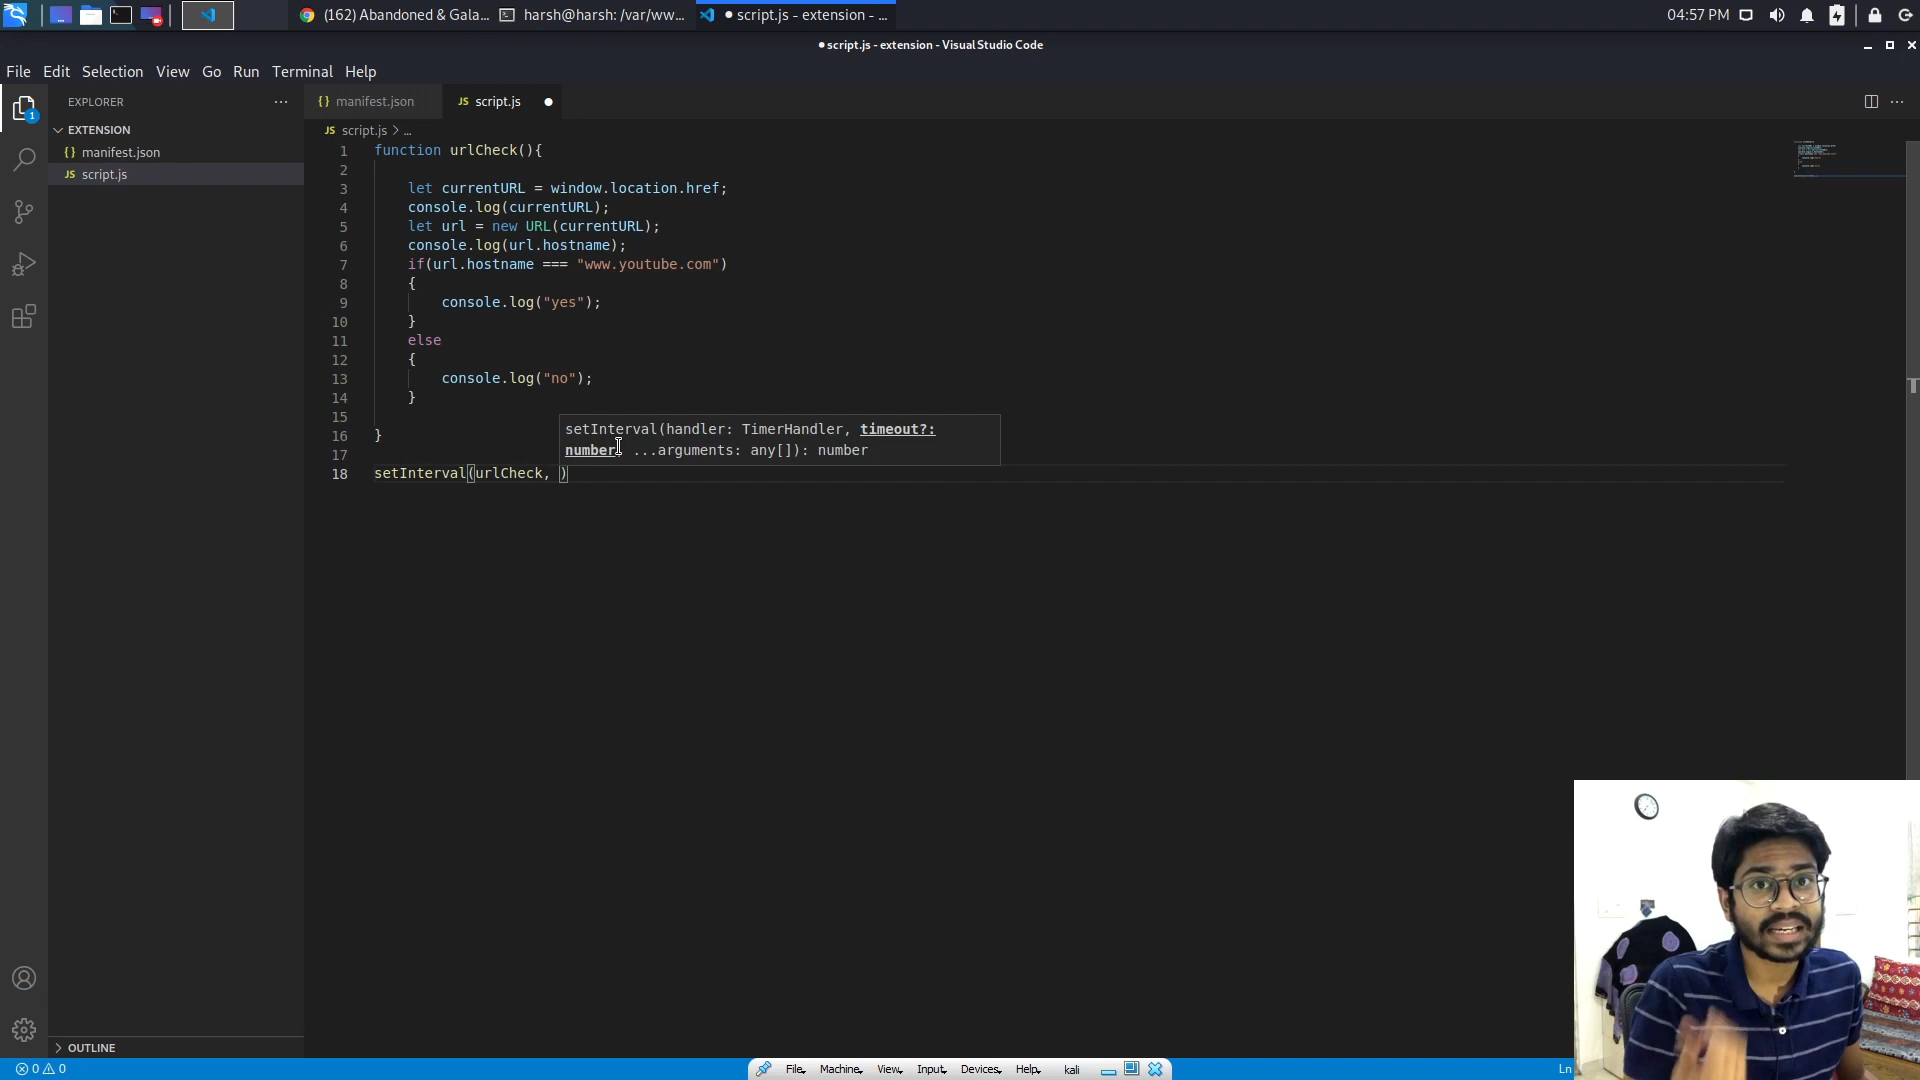 (162) Abandoned & Gala... harsh@harsh: /var/ww... ● script.js - extension - ... 04:57 PM
● script.js - extension - Visual Studio Code
File Edit Selection View Go Run Terminal Help
EXPLORER ... {} manifest.json JS script.js ● ...
EXTENSION
{} manifest.json
JS script.js
JS script.js > ...
1 function urlCheck(){
2
3 let currentURL = window.location.href;
4 console.log(currentURL);
5 let url = new URL(currentURL);
6 console.log(url.hostname);
7 if(url.hostname === "www.youtube.com")
8 {
9 console.log("yes");
10 }
11 else
12 {
13 console.log("no");
14 }
15
16 }
17
18 setInterval(urlCheck, )
setInterval(handler: TimerHandler, timeout?:
number, ...arguments: any[]): number
1
OUTLINE
0 0 File Machine View Input Devices Help kali Ln